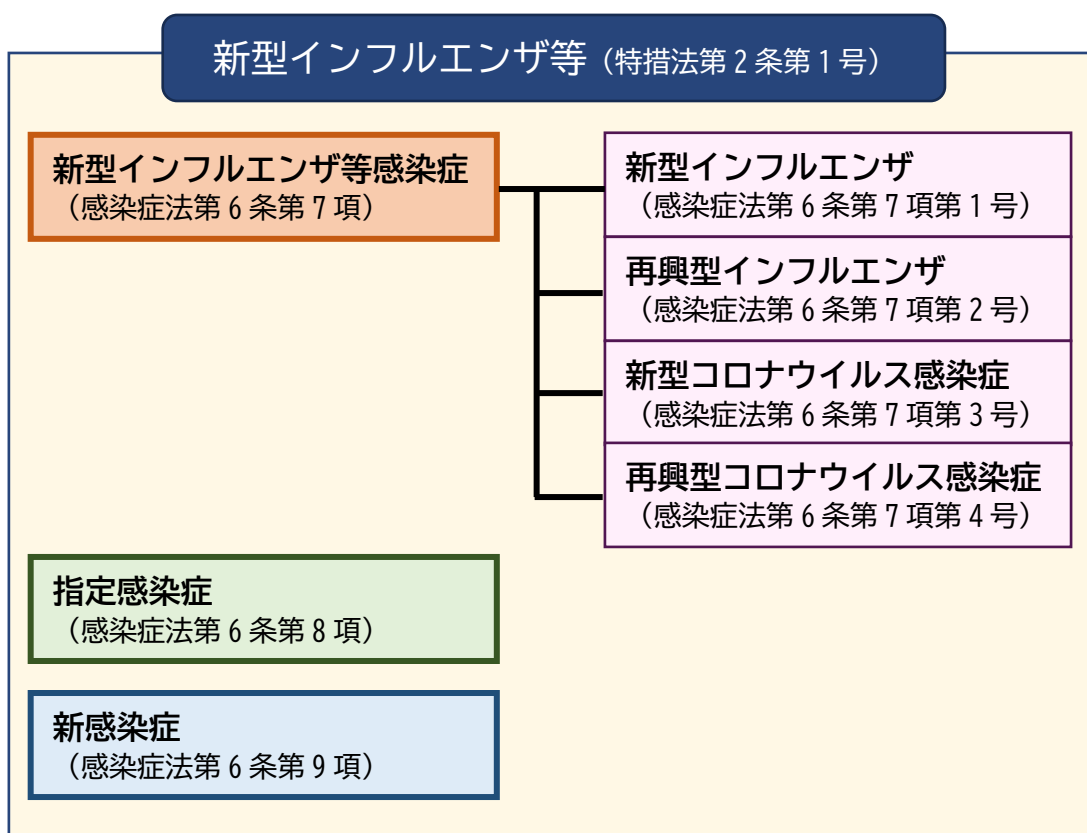 新型インフルエンザ等（特措法第2条第1号）
新型インフルエンザ等感染症
（感染症法第6条第7項）
新型インフルエンザ
（感染症法第6条第7項第1号）
再興型インフルエンザ
（感染症法第6条第7項第2号）
新型コロナウイルス感染症
（感染症法第6条第7項第3号）
再興型コロナウイルス感染症
（感染症法第6条第7項第4号）
指定感染症
（感染症法第6条第8項）
新感染症
（感染症法第6条第9項）